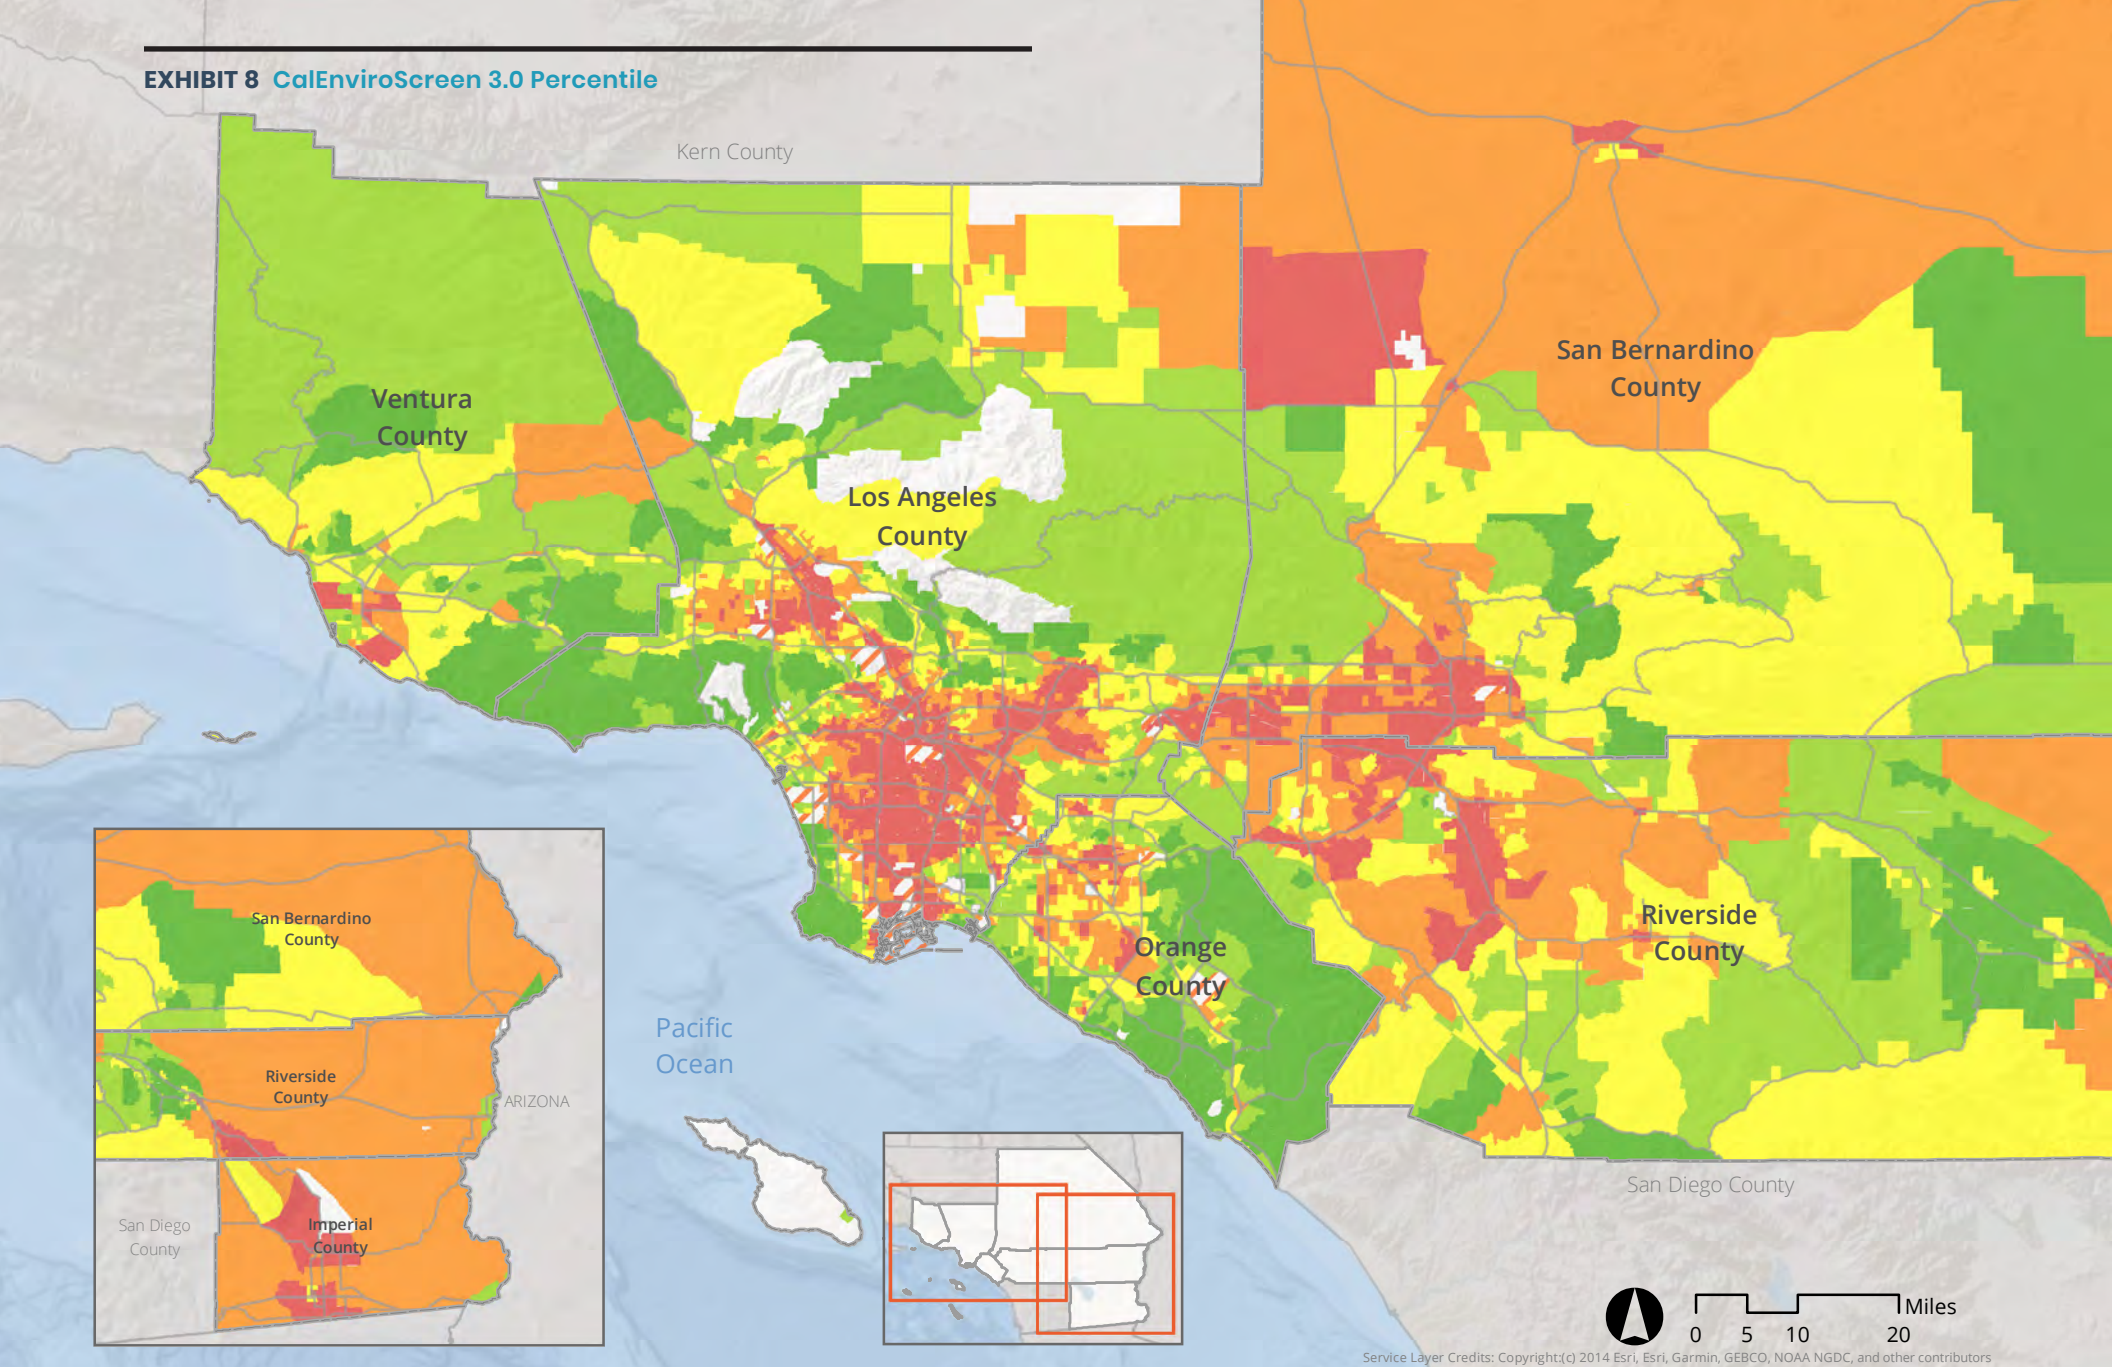 EXHIBIT 8 CalEnviroScreen 3.0 Percentile
Kern County
San Bernardino
County
Ventura
County
Los Angeles
County
Riverside
County
Orange
County
Pacific
Ocean
San Bernardino
County
Riverside
County
ARIZONA
San Diego
County
Imperial
County
San Diego County
Miles
0 5 10 20
Service Layer Credits: Copyright:(c) 2014 Esri, Esri, Garmin, GEBCO, NOAA NGDC, and other contributors